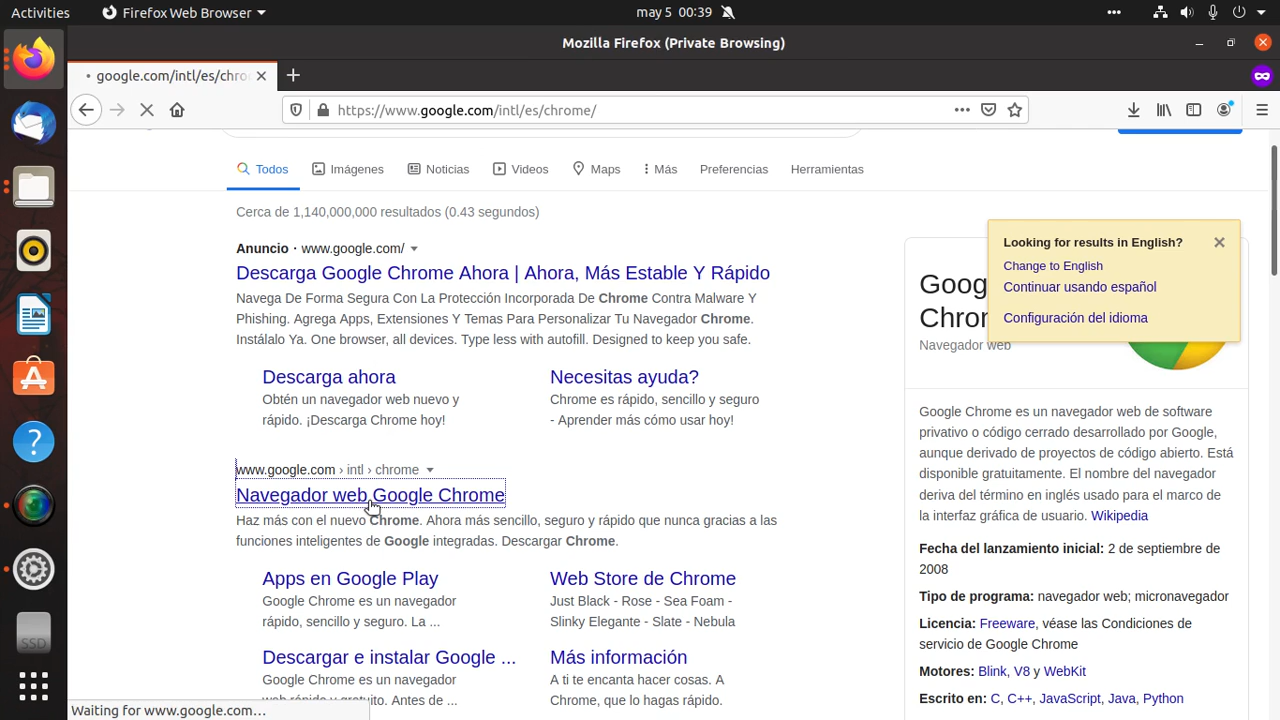 Activities
Firefox Web Browser
may 5 00:39
Mozilla Firefox (Private Browsing)
google.com/intl/es/chro
https://www.google.com/intl/es/chrome/
Todos
Imágenes
Noticias
Videos
Maps
Más
Preferencias
Herramientas
Cerca de 1,140,000,000 resultados (0.43 segundos)
Anuncio · www.google.com/
Descarga Google Chrome Ahora | Ahora, Más Estable Y Rápido
Navega De Forma Segura Con La Protección Incorporada De Chrome Contra Malware Y
Phishing. Agrega Apps, Extensiones Y Temas Para Personalizar Tu Navegador Chrome.
Instálalo Ya. One browser, all devices. Type less with autofill. Designed to keep you safe.
Descarga ahora
Obtén un navegador web nuevo y
rápido. ¡Descarga Chrome hoy!
Necesitas ayuda?
Chrome es rápido, sencillo y seguro
- Aprender más cómo usar hoy!
www.google.com › intl › chrome
Navegador web Google Chrome
Haz más con el nuevo Chrome. Ahora más sencillo, seguro y rápido que nunca gracias a las
funciones inteligentes de Google integradas. Descargar Chrome.
Apps en Google Play
Google Chrome es un navegador
rápido, sencillo y seguro. La ...
Web Store de Chrome
Just Black - Rose - Sea Foam -
Slinky Elegante - Slate - Nebula
Descargar e instalar Google ...
Google Chrome es un navegador
web rápido y gratuito. Antes de ...
Más información
A ti te encanta hacer cosas. A
Chrome, que lo hagas rápido.
Looking for results in English?
Change to English
Continuar usando español
Configuración del idioma
Goog
Chron
Navegador web
Google Chrome es un navegador web de software
privativo o código cerrado desarrollado por Google,
aunque derivado de proyectos de código abierto. Está
disponible gratuitamente. El nombre del navegador
deriva del término en inglés usado para el marco de
la interfaz gráfica de usuario. Wikipedia
Fecha del lanzamiento inicial: 2 de septiembre de
2008
Tipo de programa: navegador web; micronavegador
Licencia: Freeware, véase las Condiciones de
servicio de Google Chrome
Motores: Blink, V8 y WebKit
Escrito en: C, C++, JavaScript, Java, Python
SSD
Waiting for www.google.com…